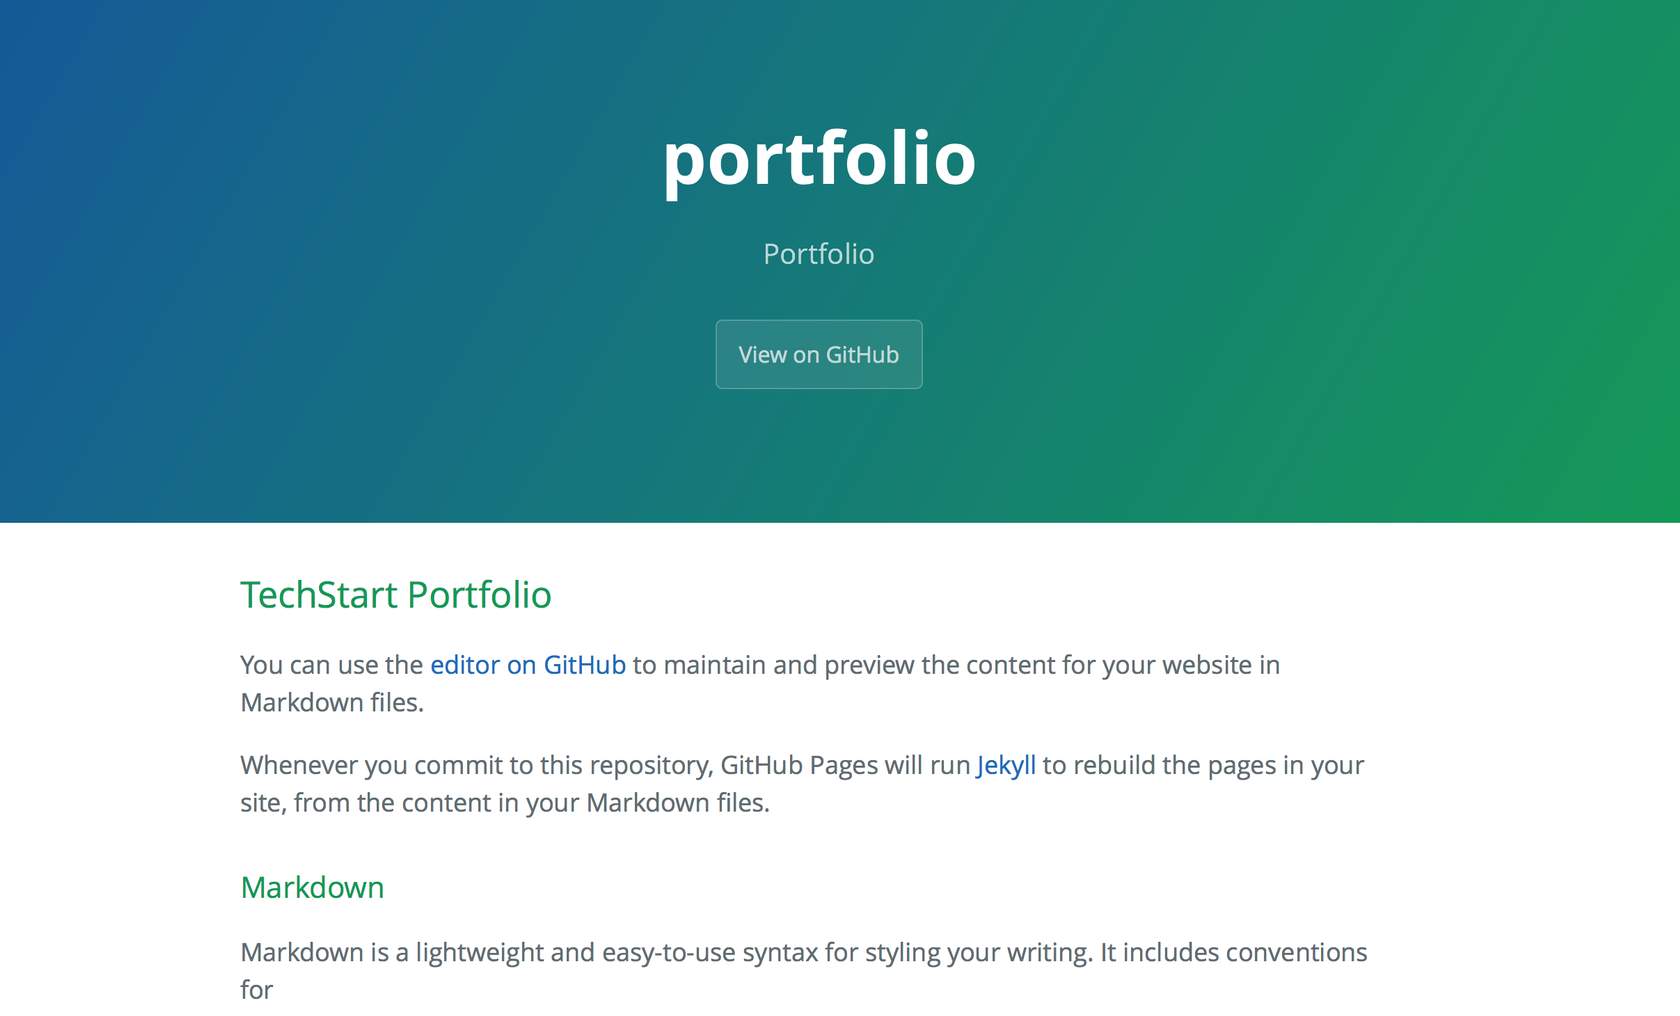 portfolio
Portfolio
View on GitHub
TechStart Portfolio
You can use the editor on GitHub to maintain and preview the content for your website in
Markdown files.
Whenever you commit to this repository, GitHub Pages will run Jekyll to rebuild the pages in your
site, from the content in your Markdown files.
Markdown
Markdown is a lightweight and easy-to-use syntax for styling your writing. It includes conventions
for